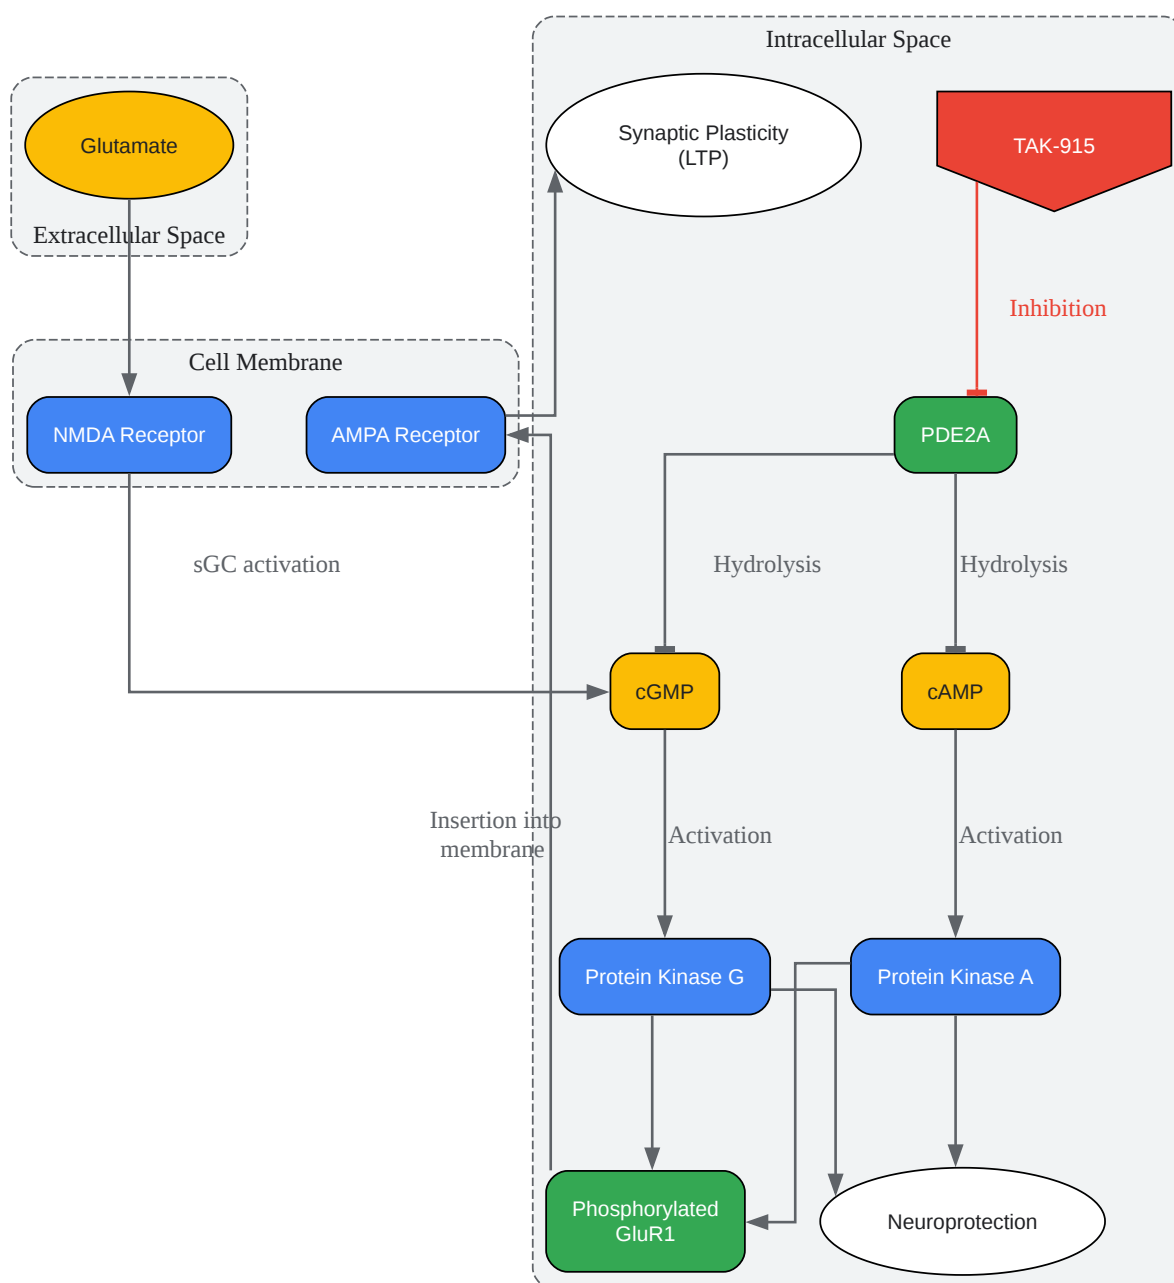 Intracellular Space
Glutamate
Extracellular Space
Synaptic Plasticity
(LTP)
TAK-915
Inhibition
Cell Membrane
NMDA Receptor
AMPA Receptor
PDE2A
sGC activation
Hydrolysis
Hydrolysis
cGMP
cAMP
Insertion into
membrane
Activation
Activation
Protein Kinase G
Protein Kinase A
Phosphorylated
GluR1
Neuroprotection